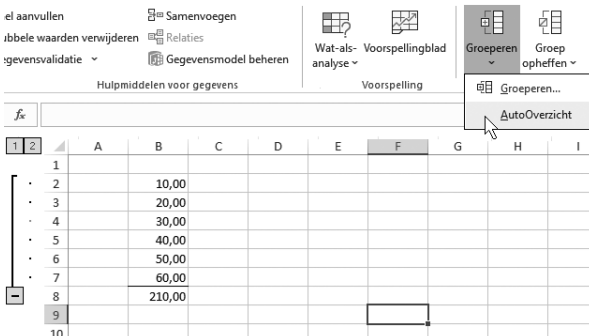 nel aanvullen
Samenvoegen
ubbele waarden verwijderen
Relaties
egevensvalidatie
Gegevensmodel beheren
Wat-als-
analyse
Voorspellingblad
Groeperen
Groep
opheffen
Hulpmiddelen voor gegevens
Voorspelling
Groeperen...
AutoOverzicht
fx
1 2 A B C D E F G H I
1
2 10,00
3 20,00
4 30,00
5 40,00
6 50,00
7 60,00
8 210,00
9
10